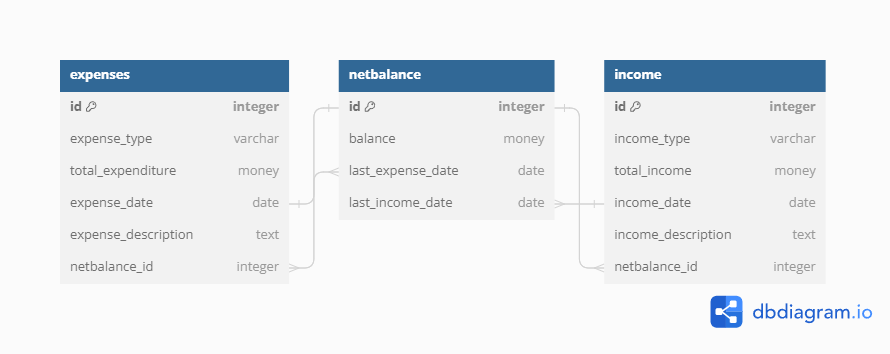 expenses
id integer
expense_type varchar
total_expenditure money
expense_date date
expense_description text
netbalance_id integer
netbalance
id integer
balance money
last_expense_date date
last_income_date date
income
id integer
income_type varchar
total_income money
income_date date
income_description text
netbalance_id integer
dbdiagram.io